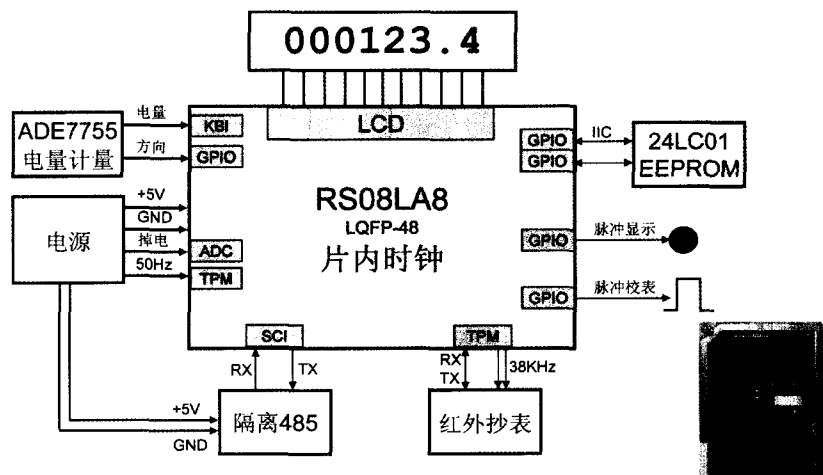 000123.4
LCD
ADE7755
电量计量
电量
方向
KBI
GPIO
GPIO
GPIO
IIC
24LC01
EEPROM
RS08LA8
LQFP-48
片内时钟
电源
+5V
GND
掉电
50Hz
ADC
TPM
GPIO
脉冲显示
GPIO
脉冲校表
SCI
TPM
RX
TX
RX
TX
38KHz
+5V
GND
隔离485
红外抄表